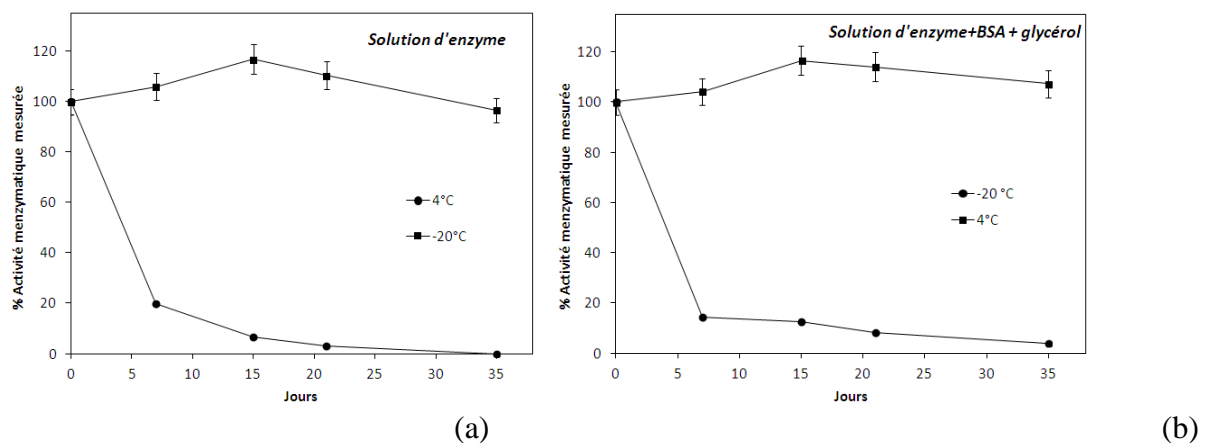 Solution d'enzyme
% Activité menzymatique mesurée
120
100
80
60
40
20
0
4°C
-20°C
0 5 10 15 20 25 30 35
Jours
(a)
Solution d'enzyme+BSA + glycérol
% Activité menzymatique mesurée
120
100
80
60
40
20
0
-20 °C
4°C
0 5 10 15 20 25 30 35
Jours
(b)